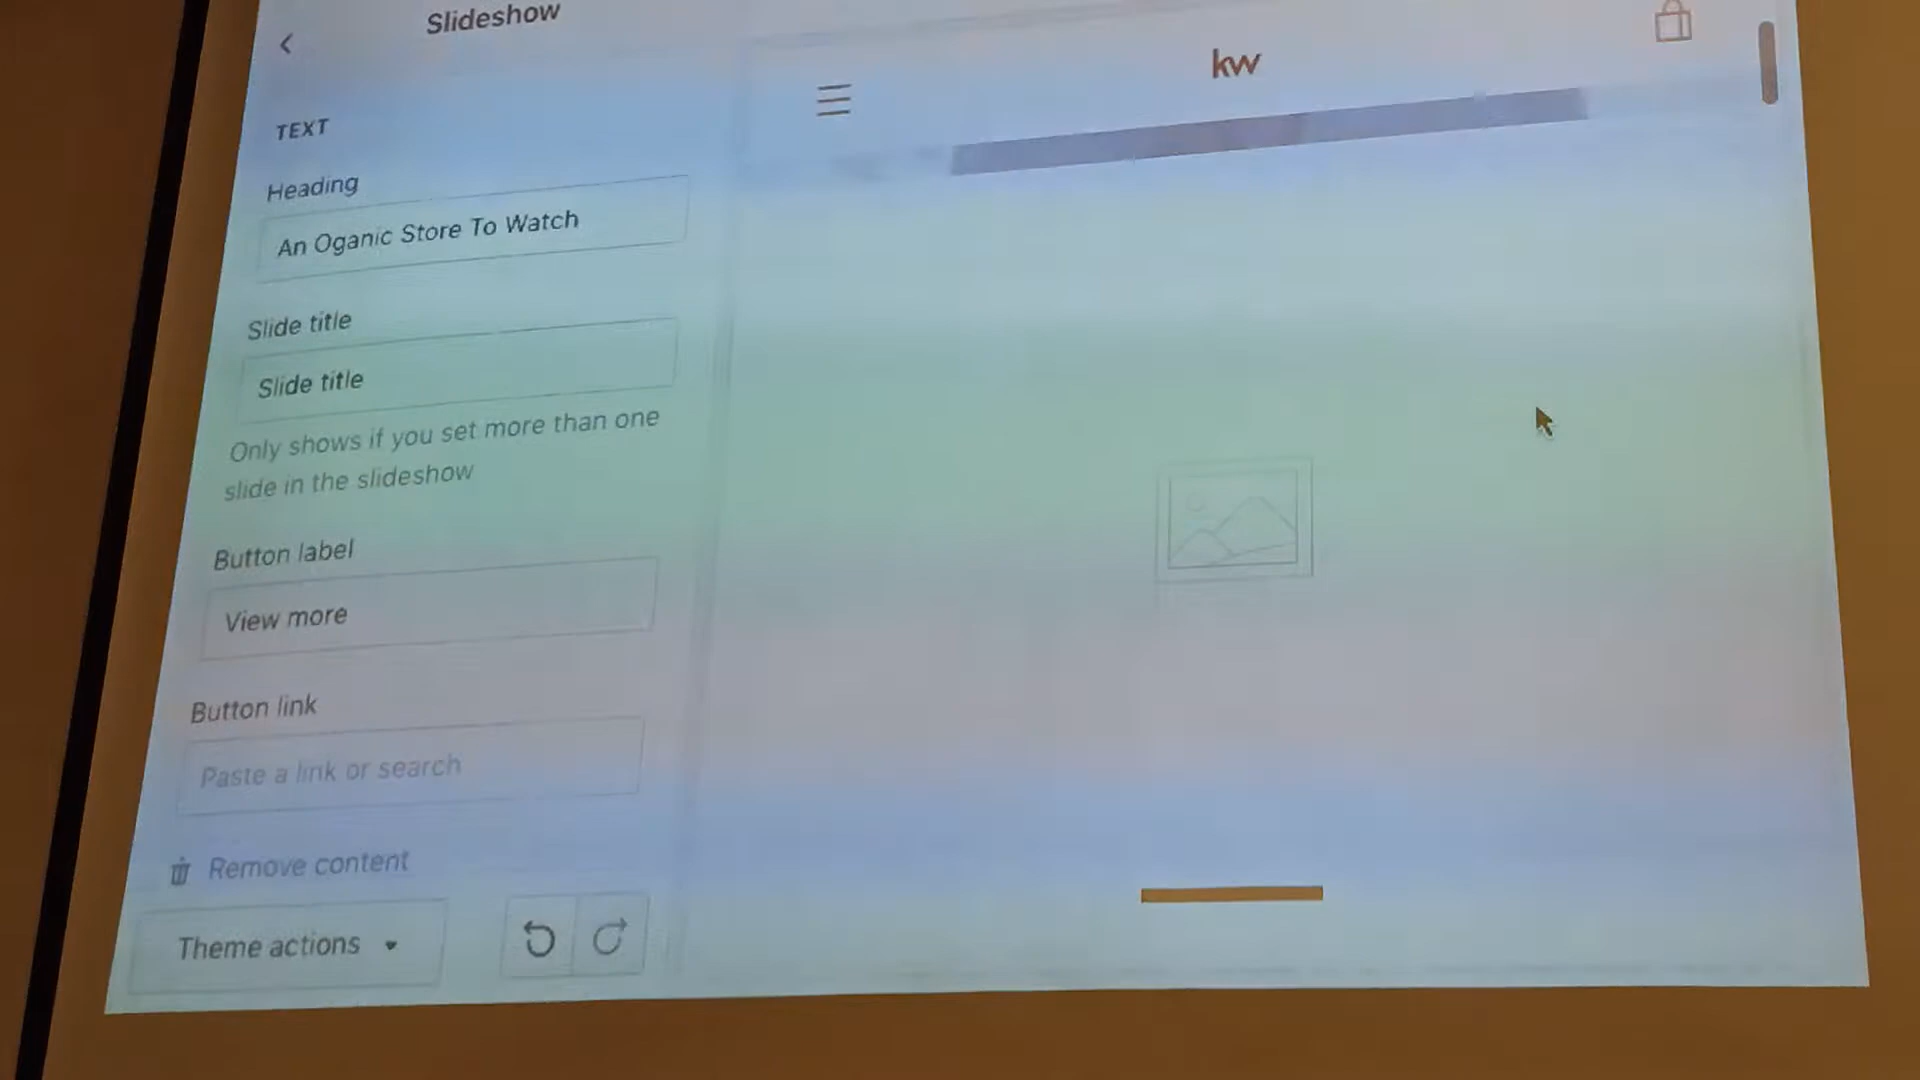 Slideshow
kw
TEXT
Heading
An Oganic Store To Watch
Slide title
Slide title
Only shows if you set more than one
slide in the slideshow
Button label
View more
Button link
Paste a link or search
Remove content
Theme actions